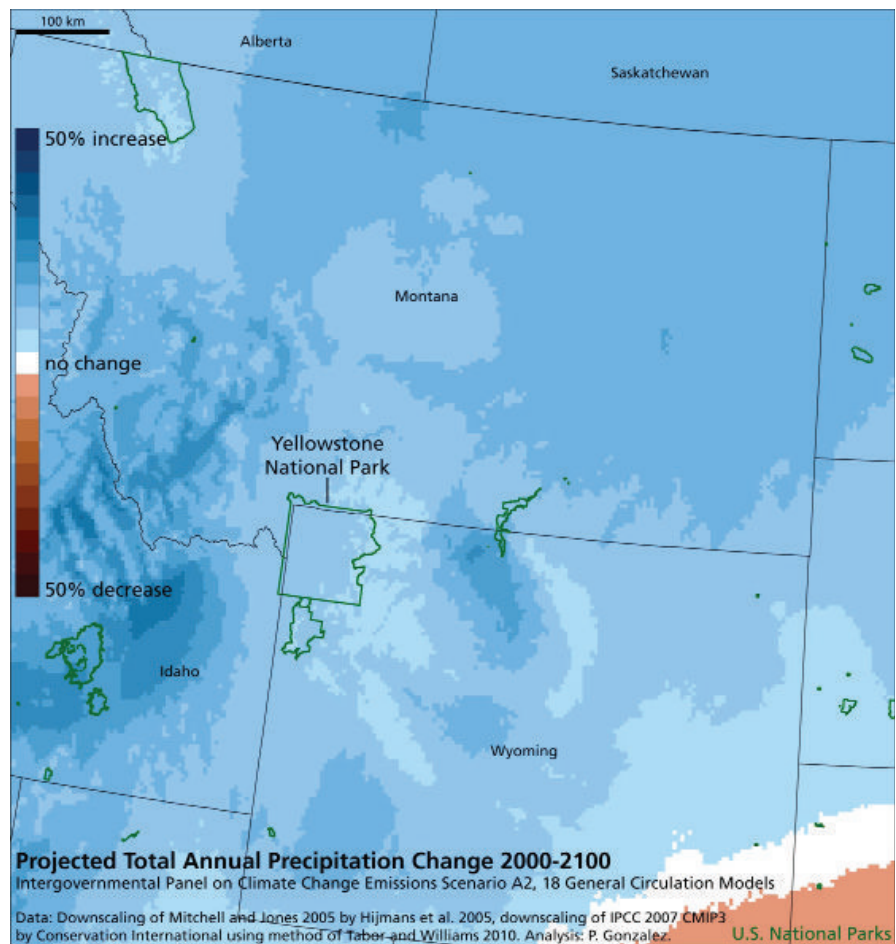 100 km
Alberta
Saskatchewan
50% increase
Montana
no change
Yellowstone
National Park
50% decrease
Idaho
Wyoming
Projected Total Annual Precipitation Change 2000-2100
Intergovernmental Panel on Climate Change Emissions Scenario A2, 18 General Circulation Models
Data: Downscaling of Mitchell and Jones 2005 by Hijmans et al. 2005, downscaling of IPCC 2007 CMIP3
by Conservation International using method of Tabor and Williams 2010. Analysis: P. Gonzalez.
U.S. National Parks